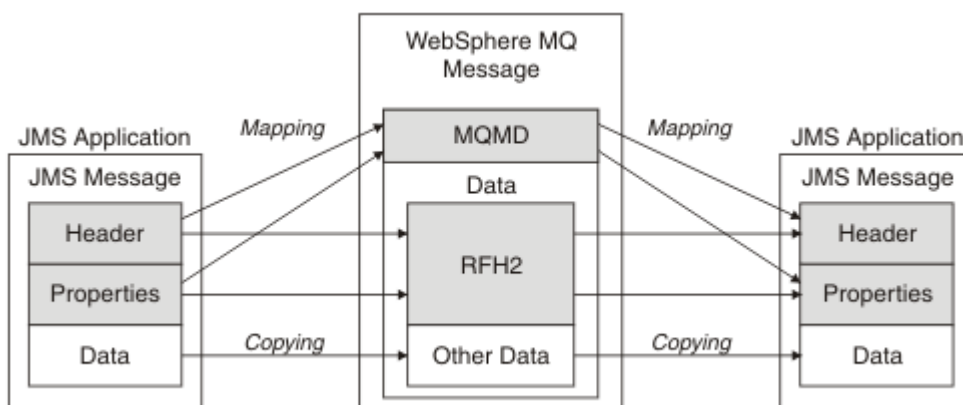 WebSphere MQ
Message
JMS Application
JMS Message
Header
Properties
Data
Mapping
Copying
MQMD
Data
RFH2
Other Data
Mapping
Copying
JMS Application
JMS Message
Header
Properties
Data